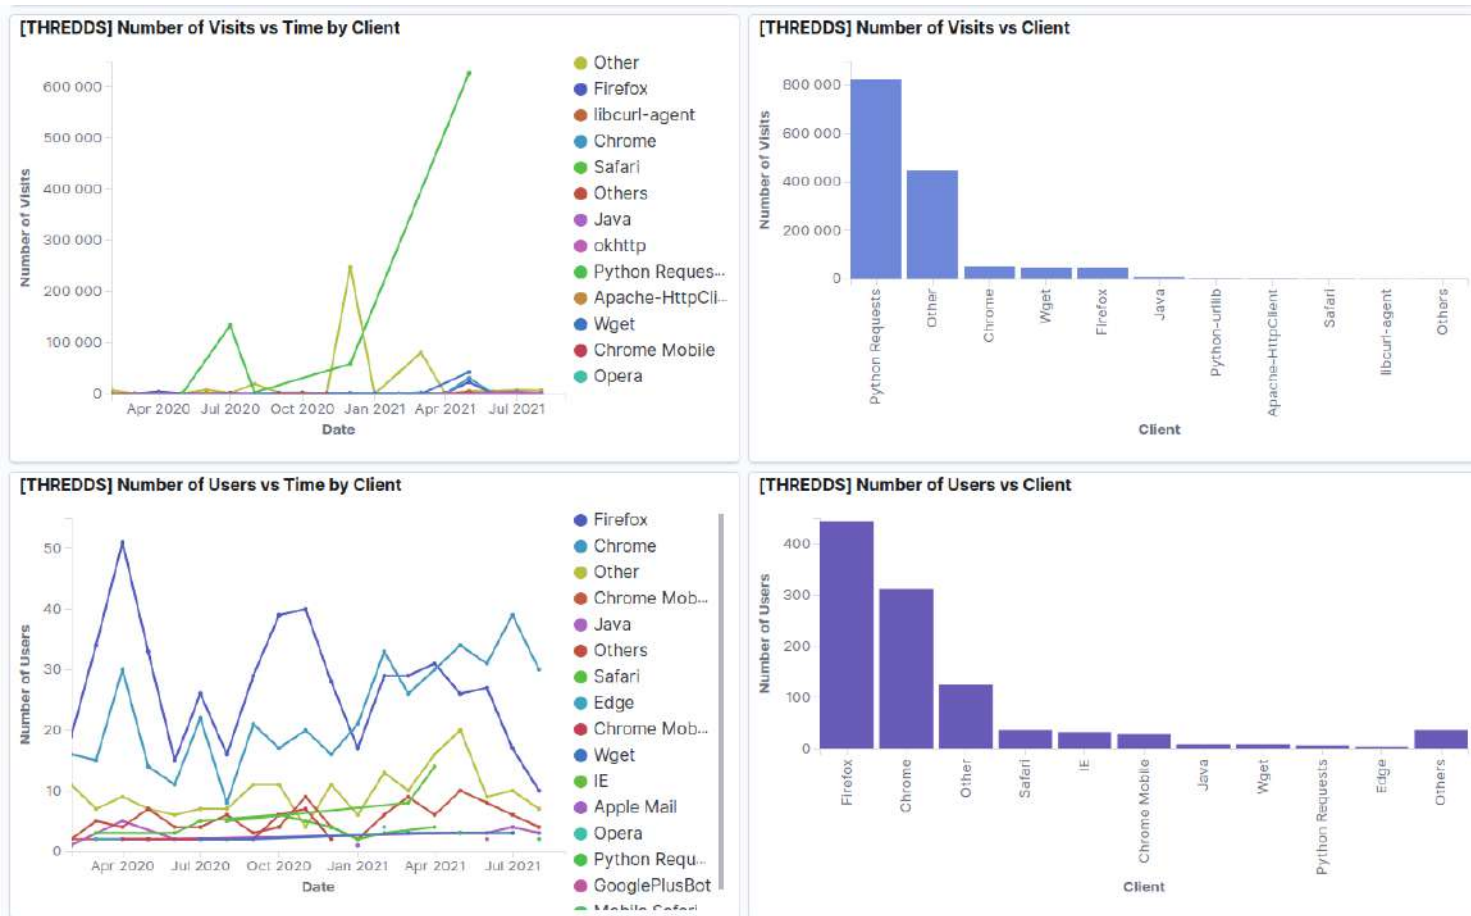 [THREDDS] Number of Visits vs Time by Client
Number of Visits
600 000
500 000
400 000
300 000
200 000
100 000
0
Apr 2020 Jul 2020 Oct 2020 Jan 2021 Apr 2021 Jul 2021
Date
Other
Firefox
libcurl-agent
Chrome
Safari
Others
Java
okhttp
Python Reques...
Apache-HttpCli...
Wget
Chrome Mobile
Opera
[THREDDS] Number of Visits vs Client
Number of Visits
800 000
600 000
400 000
200 000
0
Python Requests
Other
Chrome
Wget
Firefox
Java
Python-urllib
Apache-HttpClient
Safari
libcurl-agent
Others
Client
[THREDDS] Number of Users vs Time by Client
Number of Users
50
40
30
20
10
0
Apr 2020 Jul 2020 Oct 2020 Jan 2021 Apr 2021 Jul 2021
Date
Firefox
Chrome
Other
Chrome Mob...
Java
Others
Safari
Edge
Chrome Mob...
Wget
IE
Apple Mail
Opera
Python Requ...
GooglePlusBot
Mobile Safari
[THREDDS] Number of Users vs Client
Number of Users
400
300
200
100
0
Firefox
Chrome
Other
Safari
IE
Chrome Mobile
Java
Wget
Python Requests
Edge
Others
Client